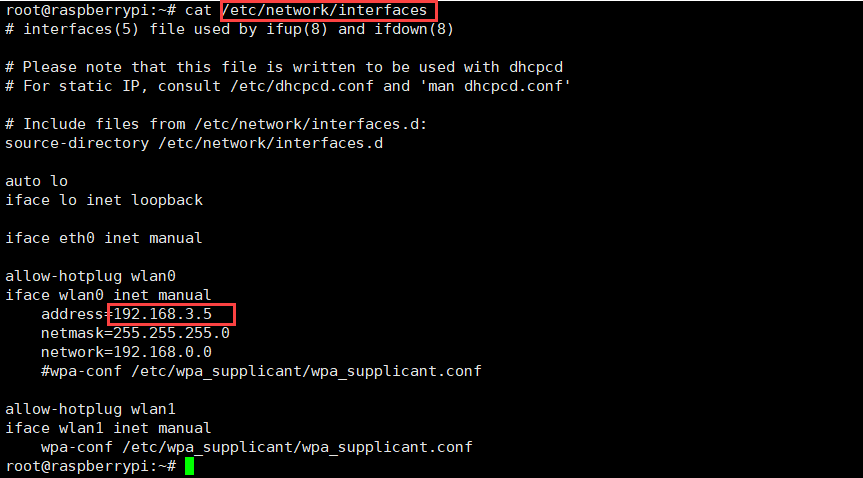 root@raspberrypi:~# cat /etc/network/interfaces
# interfaces(5) file used by ifup(8) and ifdown(8)
# Please note that this file is written to be used with dhcpcd
# For static IP, consult /etc/dhcpcd.conf and 'man dhcpcd.conf'
# Include files from /etc/network/interfaces.d:
source-directory /etc/network/interfaces.d
auto lo
iface lo inet loopback
iface eth0 inet manual
allow-hotplug wlan0
iface wlan0 inet manual
    address=192.168.3.5
    netmask=255.255.255.0
    network=192.168.0.0
    #wpa-conf /etc/wpa_supplicant/wpa_supplicant.conf
allow-hotplug wlan1
iface wlan1 inet manual
    wpa-conf /etc/wpa_supplicant/wpa_supplicant.conf
root@raspberrypi:~#